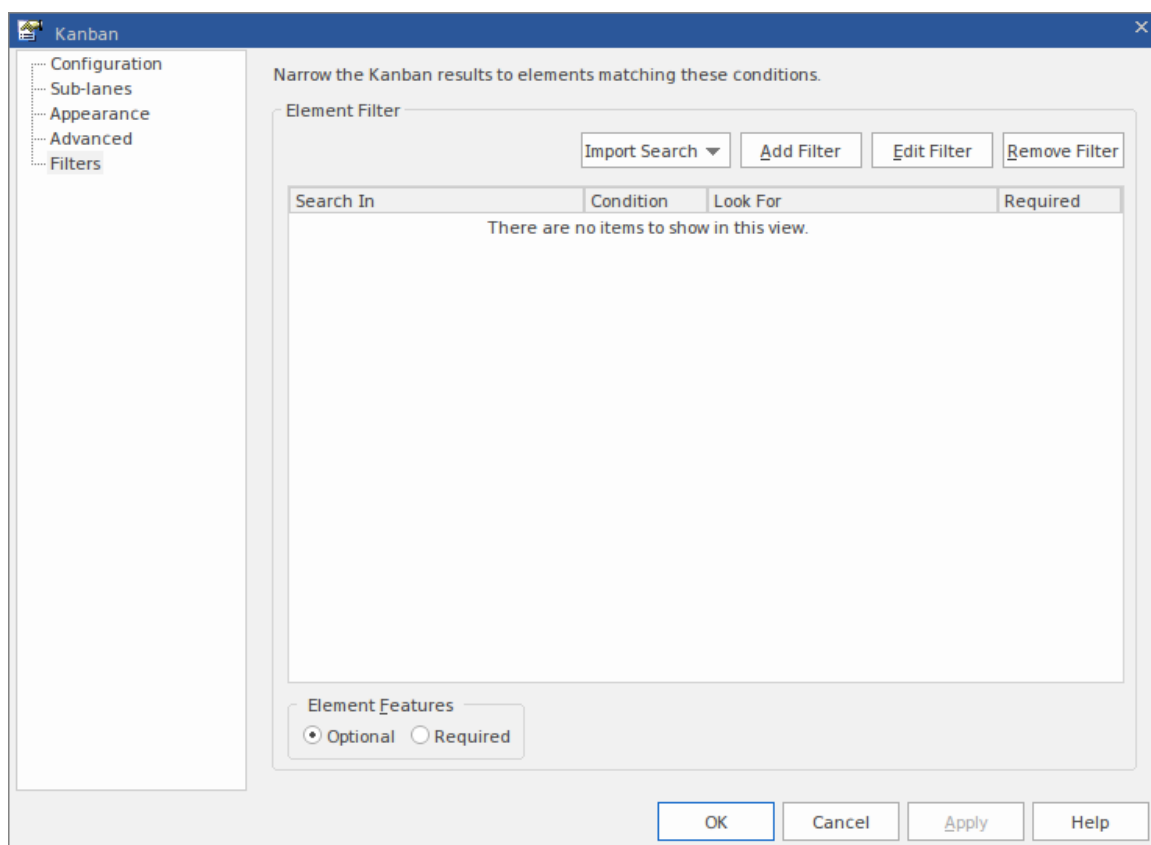 Kanban
Configuration
Sub-lanes
Appearance
Advanced
Filters
Narrow the Kanban results to elements matching these conditions.
Element Filter
Import Search Add Filter Edit Filter Remove Filter
Search In Condition Look For Required
There are no items to show in this view.
Element Features
Optional Required
OK Cancel Apply Help